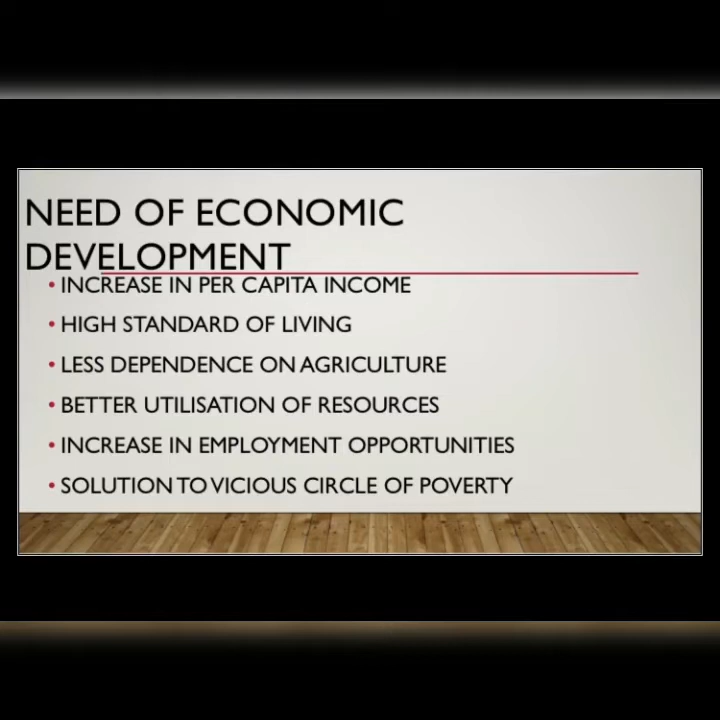 NEED OF ECONOMIC
DEVELOPMENT
• INCREASE IN PER CAPITA INCOME
• HIGH STANDARD OF LIVING
• LESS DEPENDENCE ON AGRICULTURE
• BETTER UTILISATION OF RESOURCES
• INCREASE IN EMPLOYMENT OPPORTUNITIES
• SOLUTION TO VICIOUS CIRCLE OF POVERTY